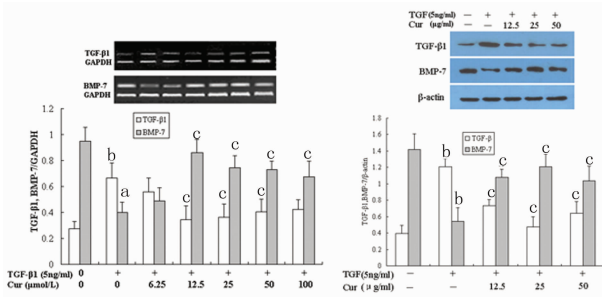 TGF-β1
GAPDH
BMP-7
GAPDH
TGF-β1, BMP-7/GAPDH
1.2
1
0.8
0.6
0.4
0.2
0
TGF-β1
BMP-7
b
a
c
c
c
c
c
c
c
TGF-β1 (5ng/ml) 0 + + + + + +
Cur (μmol/L) 0 0 6.25 12.5 25 50 100
TGF(5ng/ml) – + + + +
Cur (μg/ml) – – 12.5 25 50
TGF-β1
BMP-7
β-actin
TGF-β1,BMP-7/β-actin
1.6
1.4
1.2
1.0
0.8
0.6
0.4
0.2
0
TGF-β
BMP-7
b
b
c
c
c
c
c
c
TGF(5ng/ml) – + + + +
Cur (μg/ml) – – 12.5 25 50